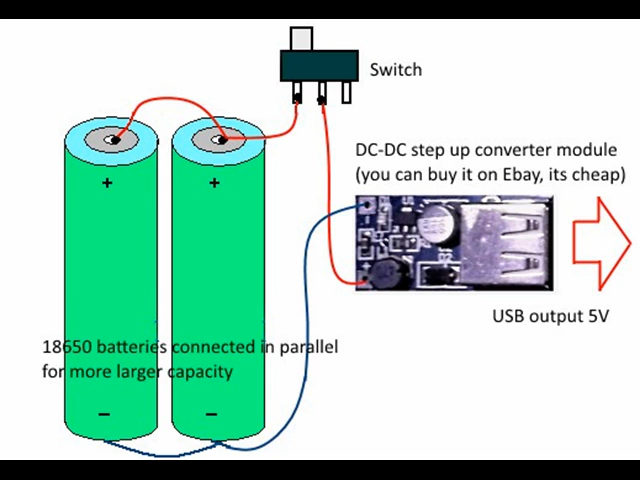 Switch
DC-DC step up converter module
(you can buy it on Ebay, its cheap)
+
+
-
+
USB output 5V
18650 batteries connected in parallel
for more larger capacity
–
–